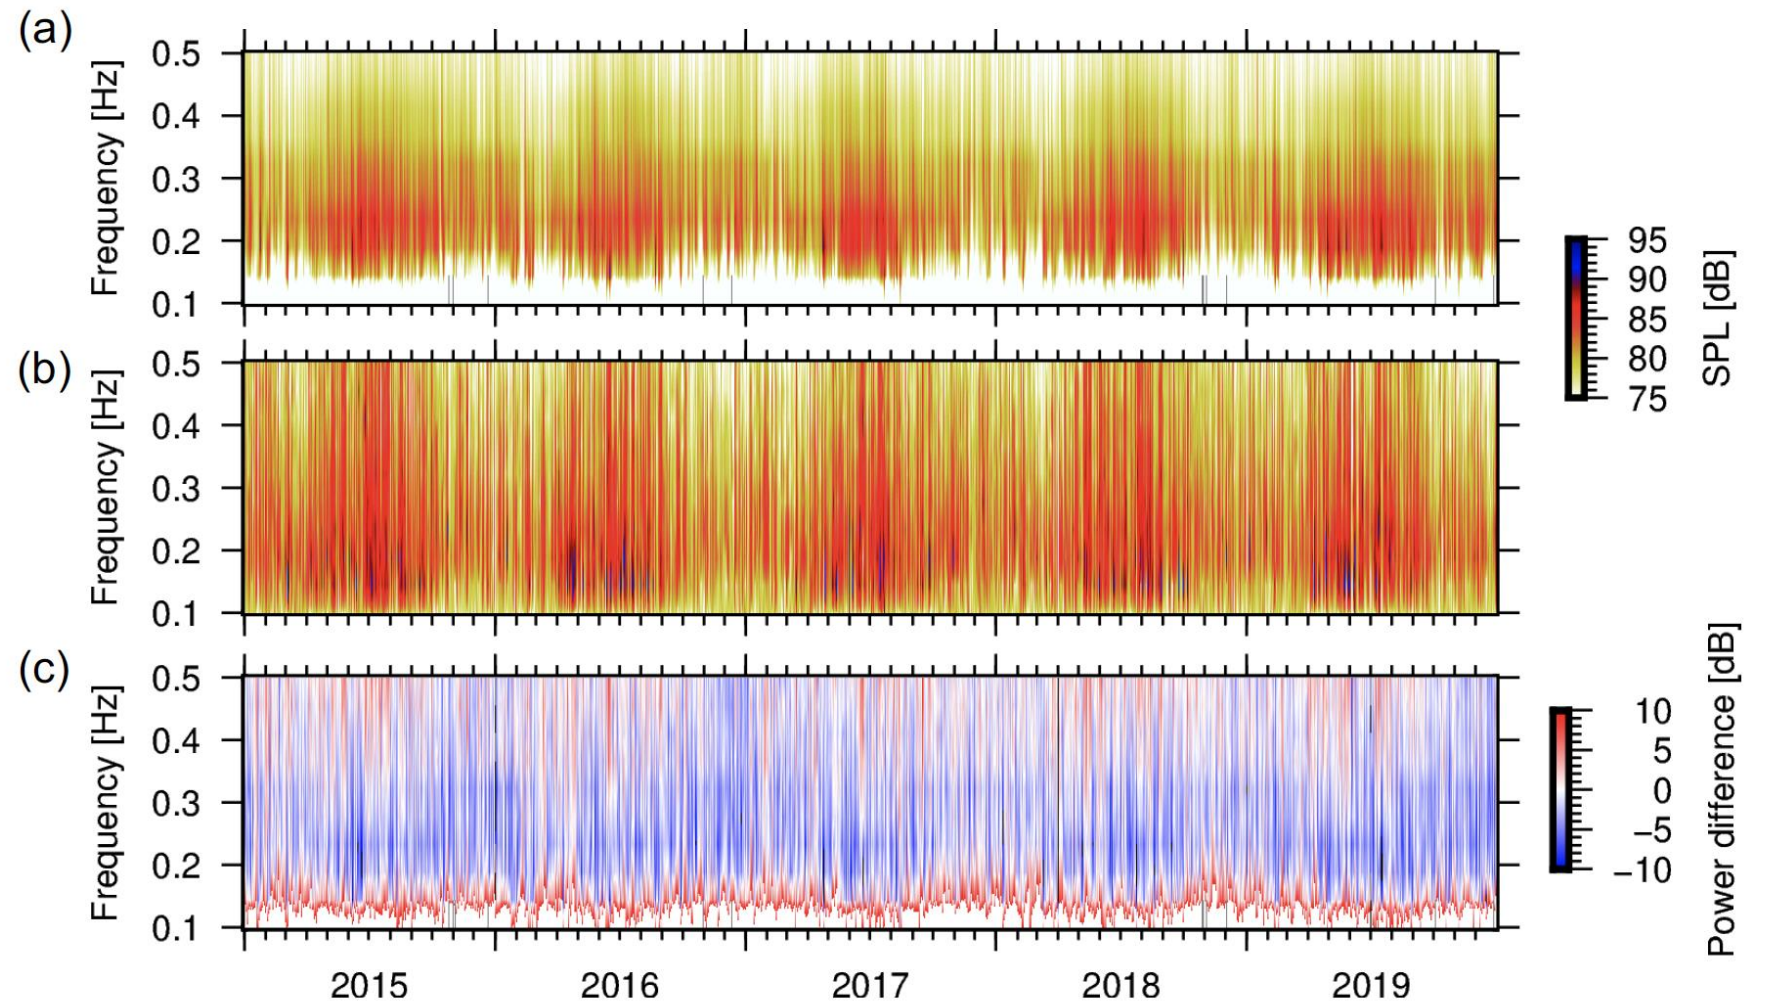 (a)
Frequency [Hz]
0.5
0.4
0.3
0.2
0.1
(b)
Frequency [Hz]
0.5
0.4
0.3
0.2
0.1
95
90
85
80
75
SPL [dB]
(c)
Frequency [Hz]
0.5
0.4
0.3
0.2
0.1
10
5
0
−5
−10
Power difference [dB]
2015 2016 2017 2018 2019